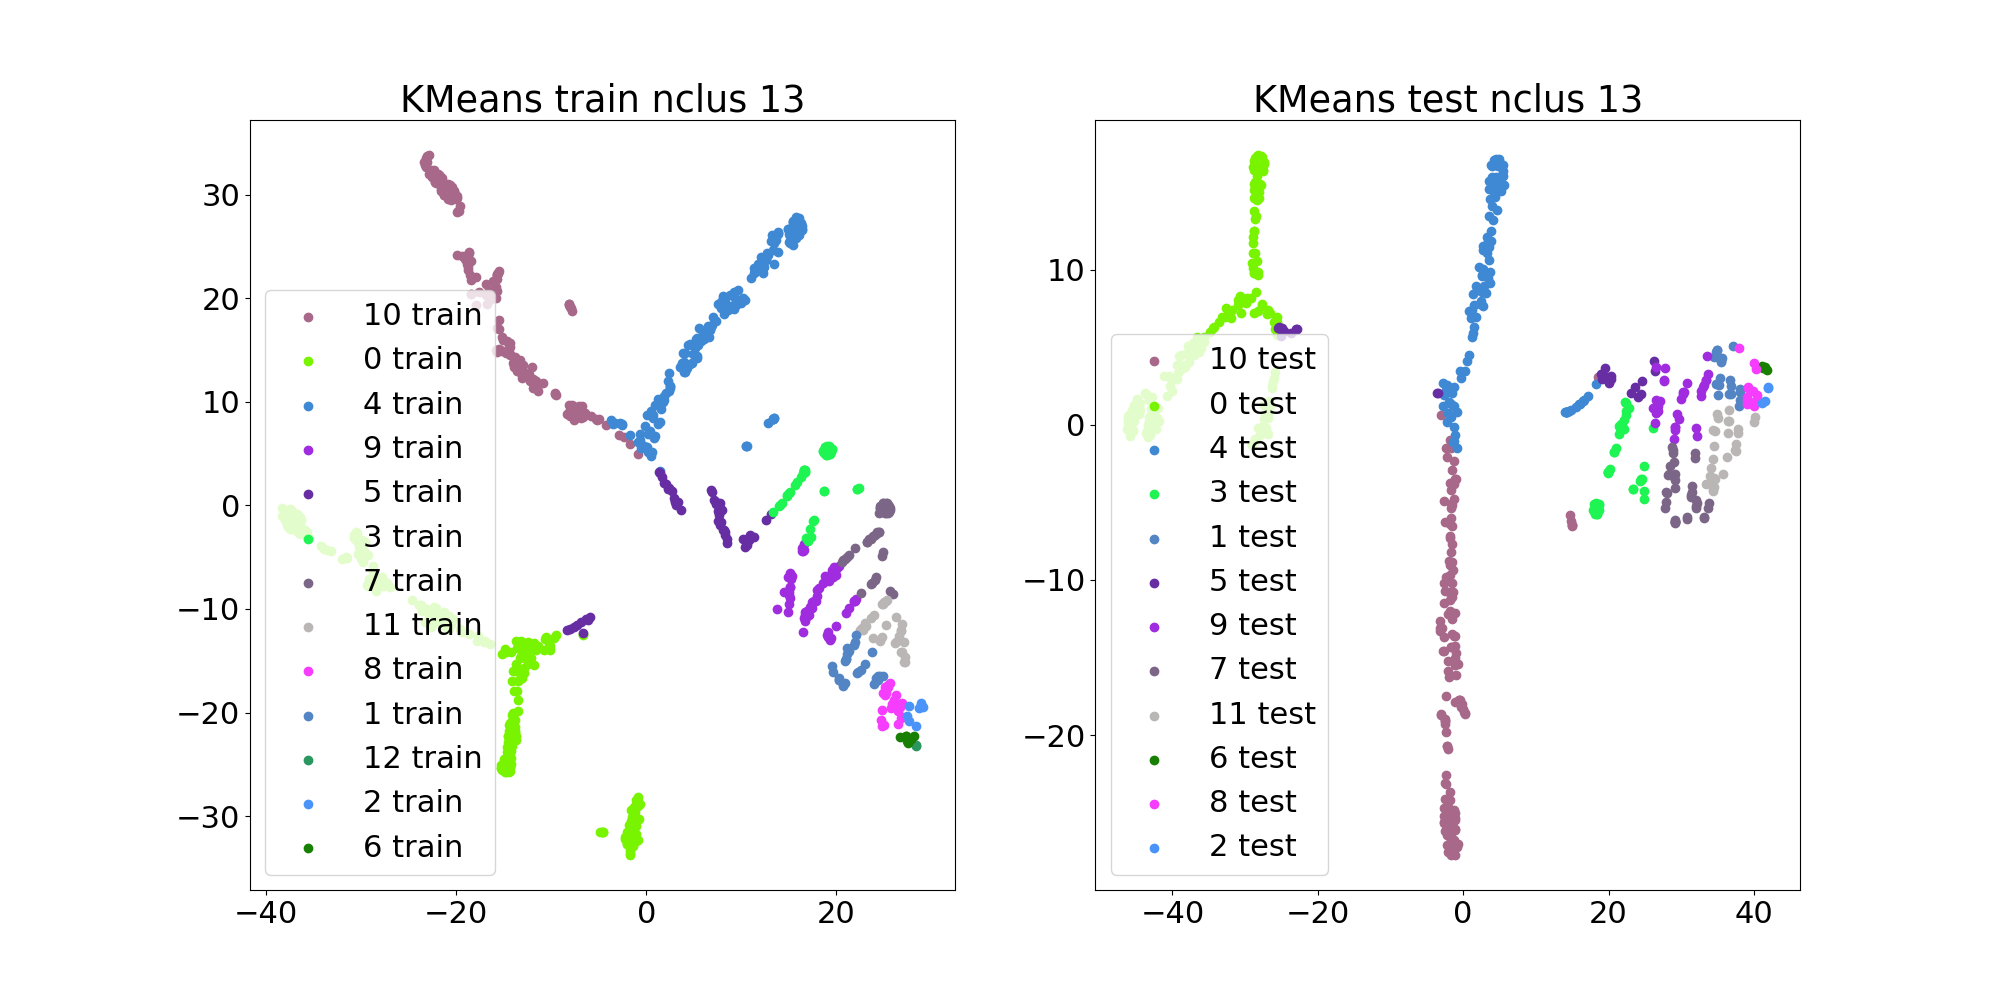 KMeans train nclus 13
30
20
10
0
−10
−20
−30
−40
−20
0
20
10 train
0 train
4 train
9 train
5 train
3 train
7 train
11 train
8 train
1 train
12 train
2 train
6 train
KMeans test nclus 13
10
0
−10
−20
−40
−20
0
20
40
10 test
0 test
4 test
3 test
1 test
5 test
9 test
7 test
11 test
6 test
8 test
2 test